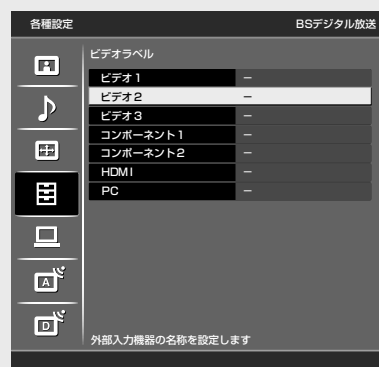 各種設定 BSデジタル放送
ビデオラベル
ビデオ1 −
ビデオ2 −
ビデオ3 −
コンポーネント1 −
コンポーネント2 −
HDMI −
PC −
A
D
外部入力機器の名称を設定します